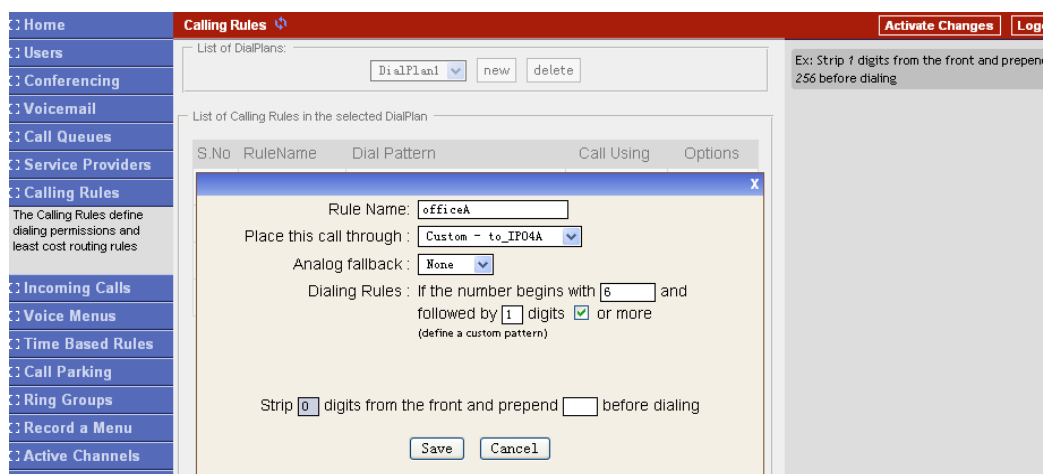 Home
Users
Conferencing
Voicemail
Call Queues
Service Providers
Calling Rules
The Calling Rules define
dialing permissions and
least cost routing rules
Incoming Calls
Voice Menus
Time Based Rules
Call Parking
Ring Groups
Record a Menu
Active Channels
Calling Rules
Activate Changes
Logo
List of DialPlans:
DialPlan1
new
delete
List of Calling Rules in the selected DialPlan
S.No RuleName Dial Pattern Call Using Options
X
Rule Name: officeA
Place this call through : Custom - to_IPO4A
Analog fallback : None
Dialing Rules : If the number begins with 6 and
followed by 1 digits or more
(define a custom pattern)
Strip 0 digits from the front and prepend before dialing
Save
Cancel
Ex: Strip 1 digits from the front and prepend
256 before dialing